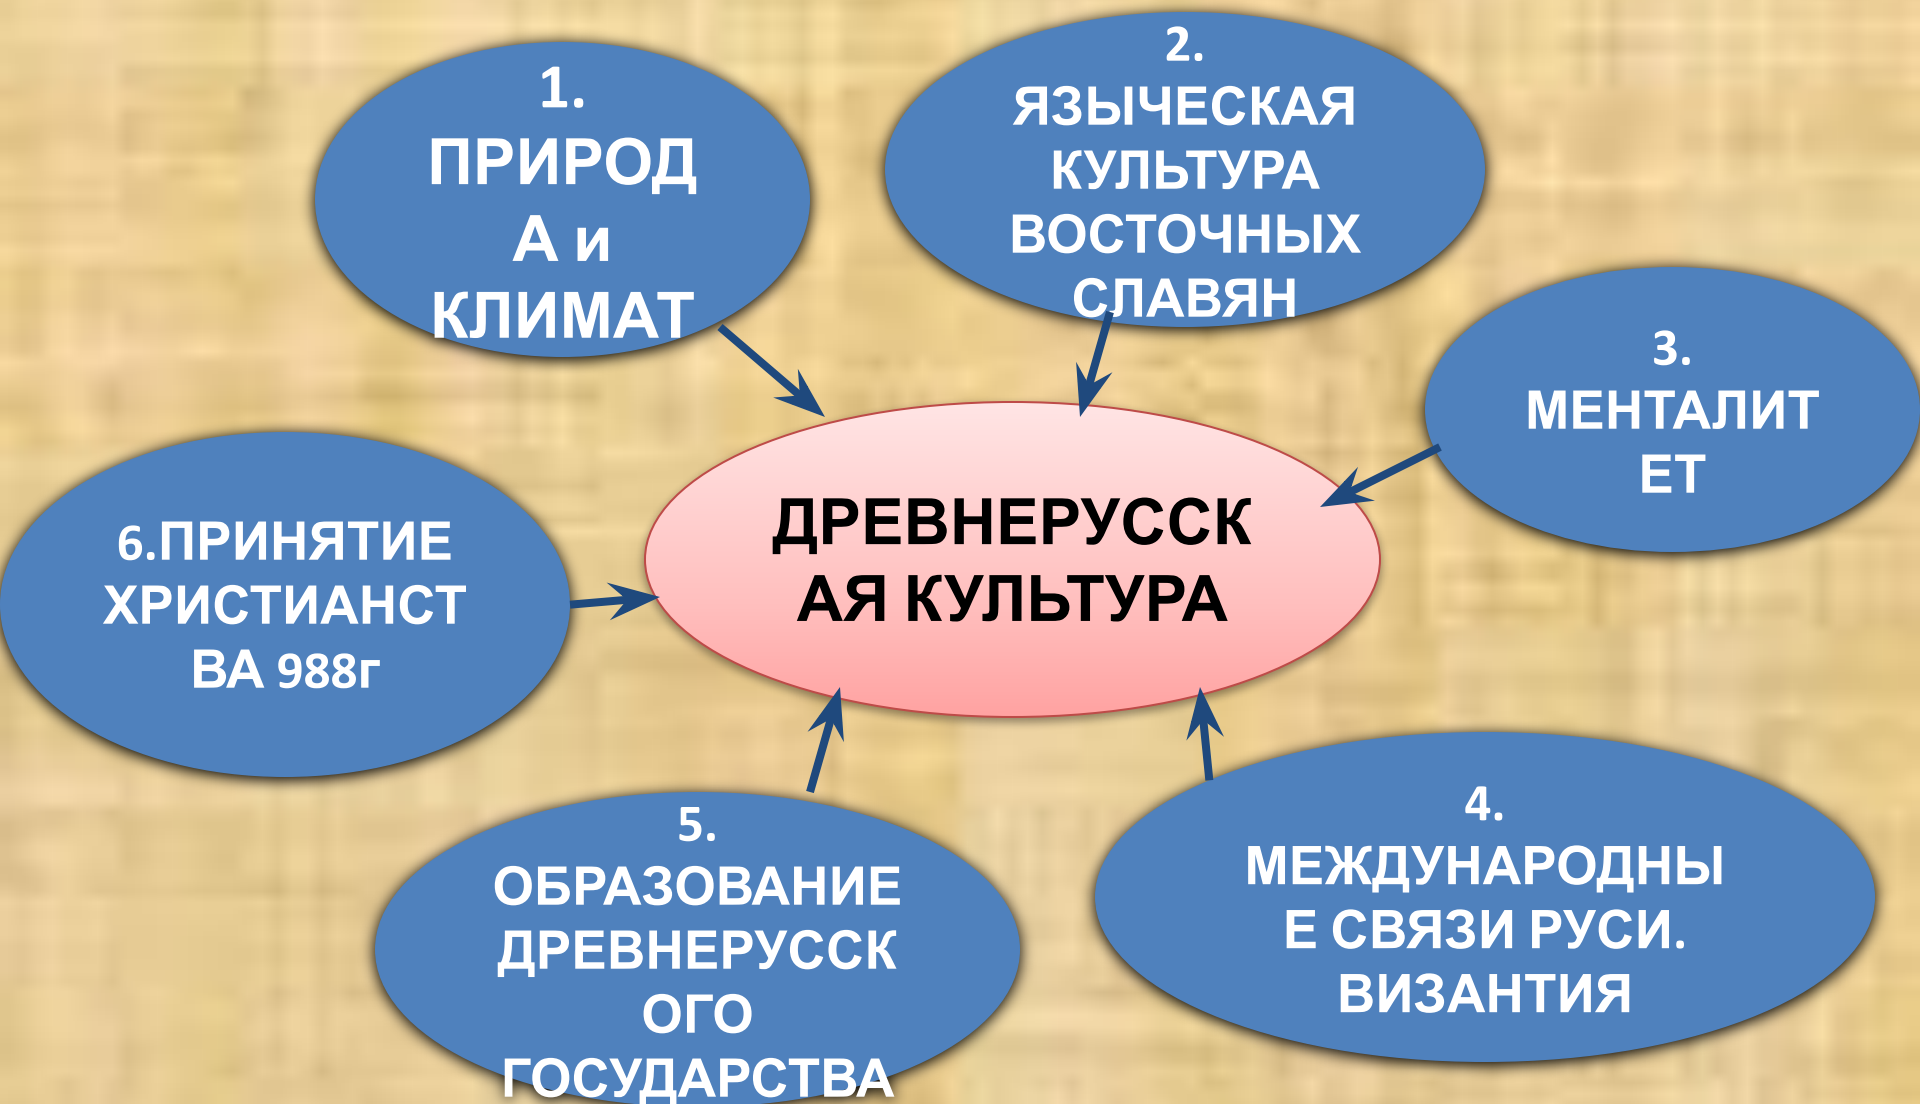 1.
ПРИРОД
А и
КЛИМАТ
2.
ЯЗЫЧЕСКАЯ
КУЛЬТУРА
ВОСТОЧНЫХ
СЛАВЯН
3.
МЕНТАЛИТ
ЕТ
ДРЕВНЕРУССК
АЯ КУЛЬТУРА
6.ПРИНЯТИЕ
ХРИСТИАНСТ
ВА 988г
4.
МЕЖДУНАРОДНЫ
Е СВЯЗИ РУСИ.
ВИЗАНТИЯ
5.
ОБРАЗОВАНИЕ
ДРЕВНЕРУССК
ОГО
ГОСУДАРСТВА